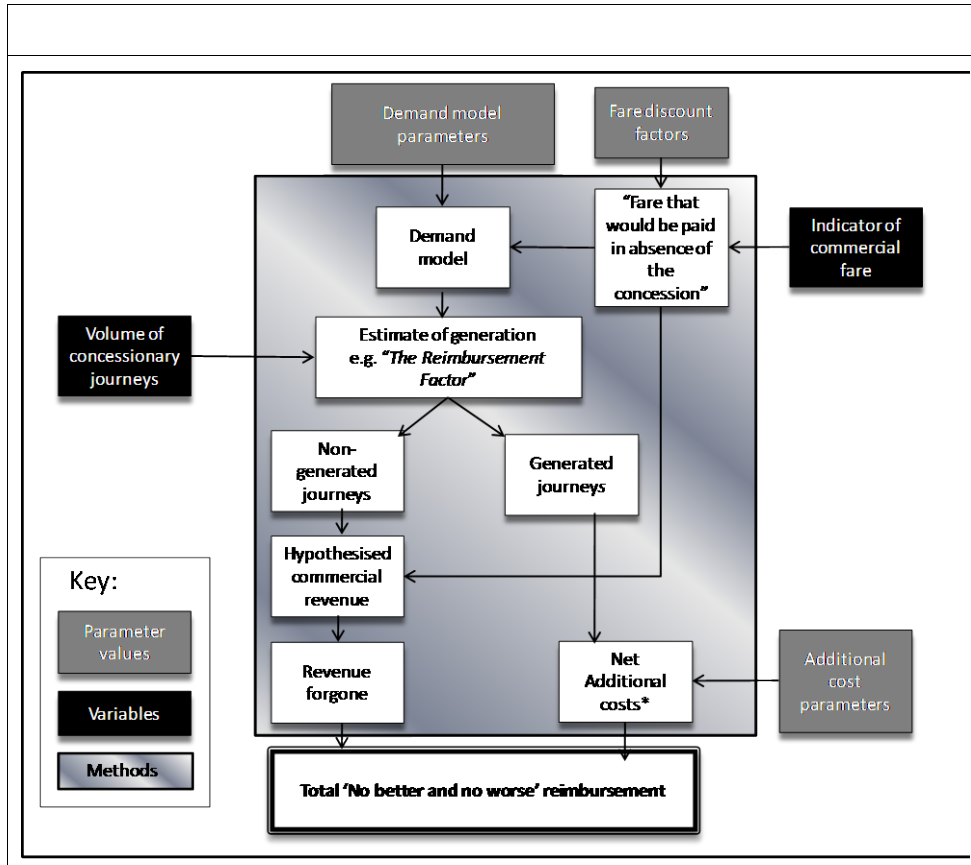 Demand model
parameters
Fare discount
factors
"Fare that
would be paid
in absence of
the
concession"
Demand
model
Indicator of
commercial
fare
Volume of
concessionary
journeys
Estimate of generation
e.g. "The Reimbursement
Factor"
Non-
generated
journeys
Generated
journeys
Hypothesised
commercial
revenue
Revenue
forgone
Net
Additional
costs*
Additional
cost
parameters
Total 'No better and no worse' reimbursement
Key:
Parameter
values
Variables
Methods